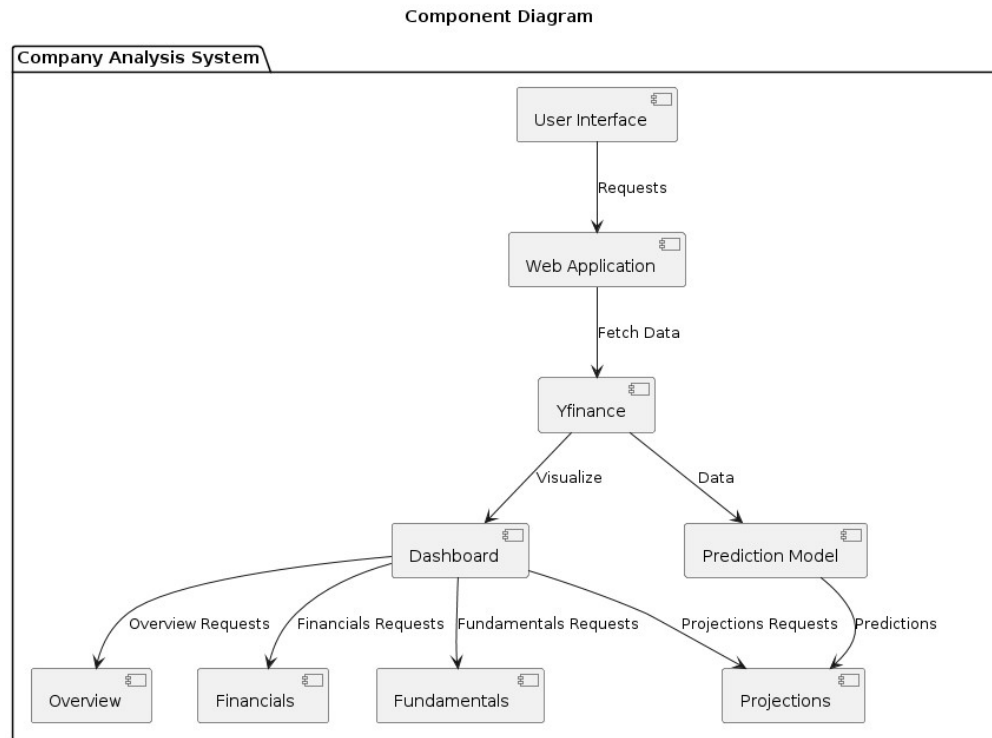 Component Diagram
Company Analysis System
User Interface
Requests
Web Application
Fetch Data
Yfinance
Visualize
Data
Dashboard
Prediction Model
Overview Requests
Financials Requests
Fundamentals Requests
Projections Requests
Predictions
Overview
Financials
Fundamentals
Projections